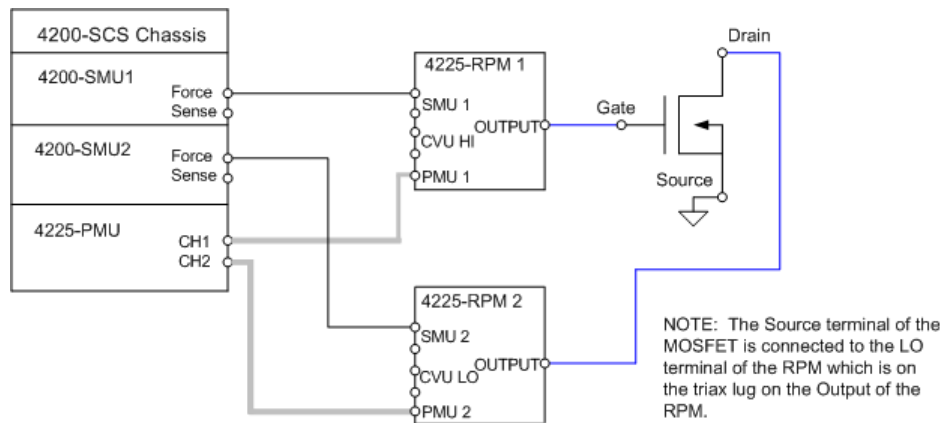 4200-SCS Chassis
4200-SMU1
Force
Sense
4200-SMU2
Force
Sense
4225-PMU
CH1
CH2
4225-RPM 1
SMU 1
OUTPUT
CVU HI
PMU 1
4225-RPM 2
SMU 2
OUTPUT
CVU LO
PMU 2
Drain
Gate
Source
NOTE: The Source terminal of the
MOSFET is connected to the LO
terminal of the RPM which is on
the triax lug on the Output of the
RPM.